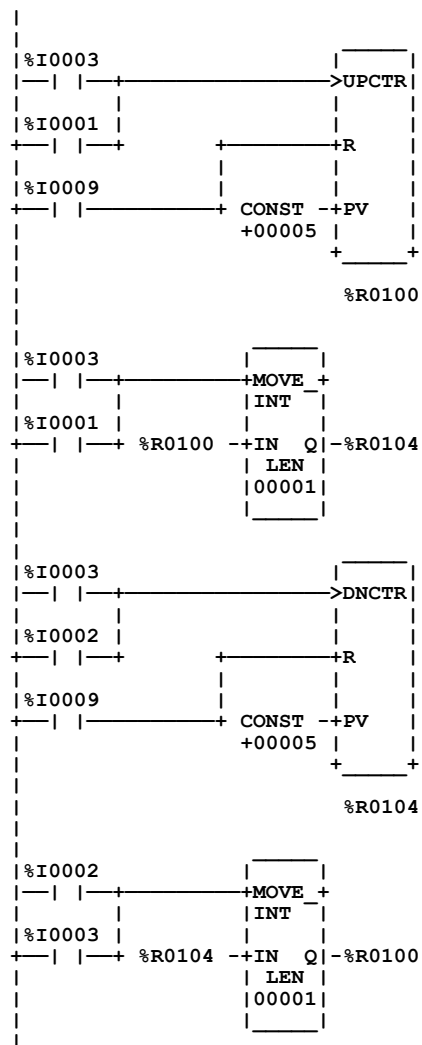 %I0003
>UPCTR
%I0001
R
%I0009
CONST PV
+00005
%R0100
%I0003
MOVE_
INT
%I0001
%R0100 IN Q %R0104
LEN
00001
%I0003
>DNCTR
%I0002
R
%I0009
CONST PV
+00005
%R0104
%I0002
MOVE_
INT
%I0003
%R0104 IN Q %R0100
LEN
00001